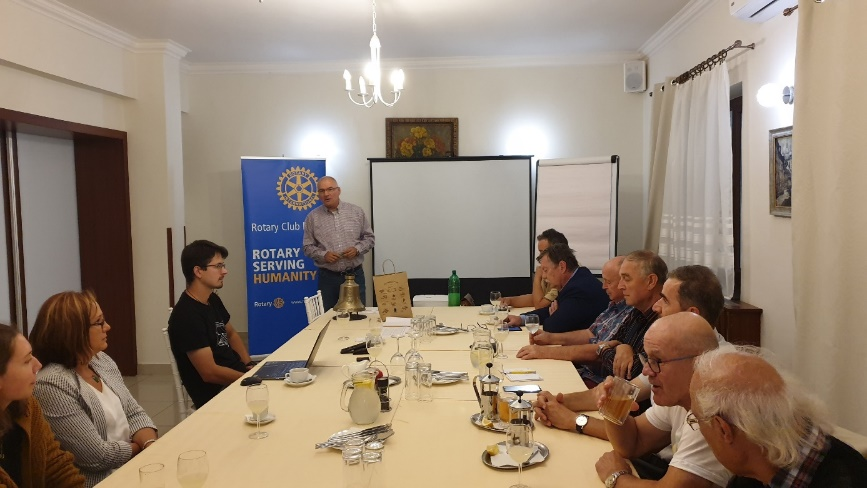 Rotary Club
ROTARY
SERVING
HUMANITY
Rotary